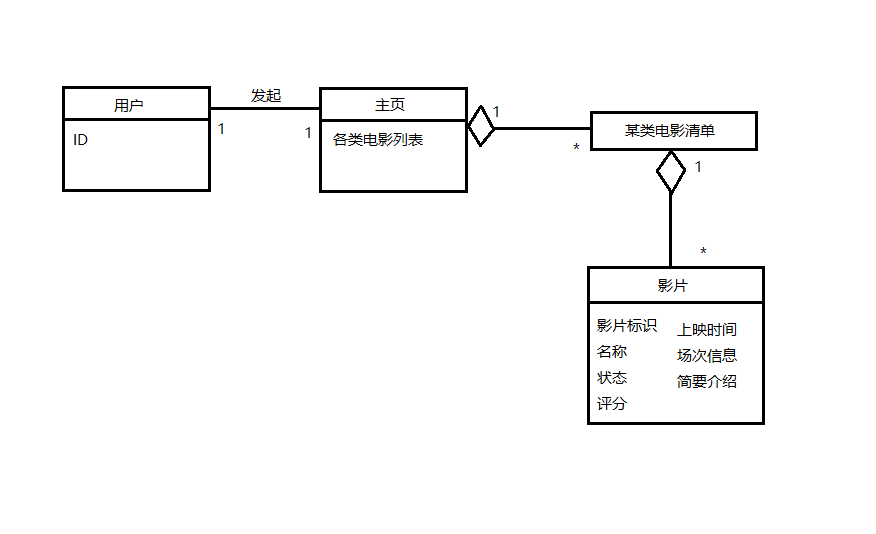 用户
ID
发起
1
1
主页
各类电影列表
1
*
某类电影清单
1
*
影片
影片标识
名称
状态
评分
上映时间
场次信息
简要介绍